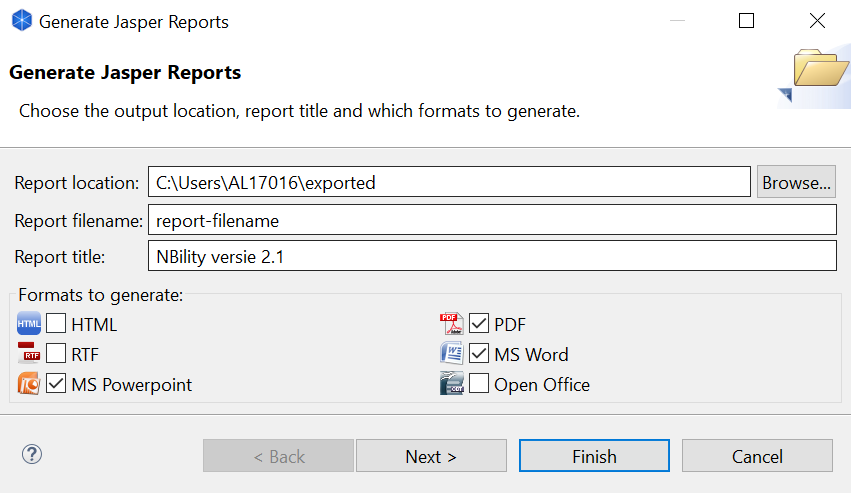 Generate Jasper Reports
Generate Jasper Reports
Choose the output location, report title and which formats to generate.
Report location: C:\Users\AL17016\exported Browse...
Report filename: report-filename
Report title: NBility versie 2.1
Formats to generate:
HTML HTML PDF PDF
RTF RTF W MS Word
MS Powerpoint Open Office
? < Back Next > Finish Cancel